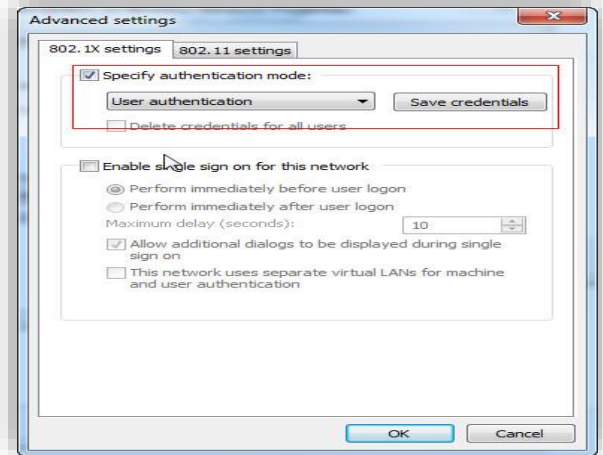 Advanced settings
802.1X settings 802.11 settings
Specify authentication mode:
User authentication Save credentials
Delete credentials for all users
Enable single sign on for this network
Perform immediately before user logon
Perform immediately after user logon
Maximum delay (seconds): 10
Allow additional dialogs to be displayed during single
sign on
This network uses separate virtual LANs for machine
and user authentication
OK Cancel